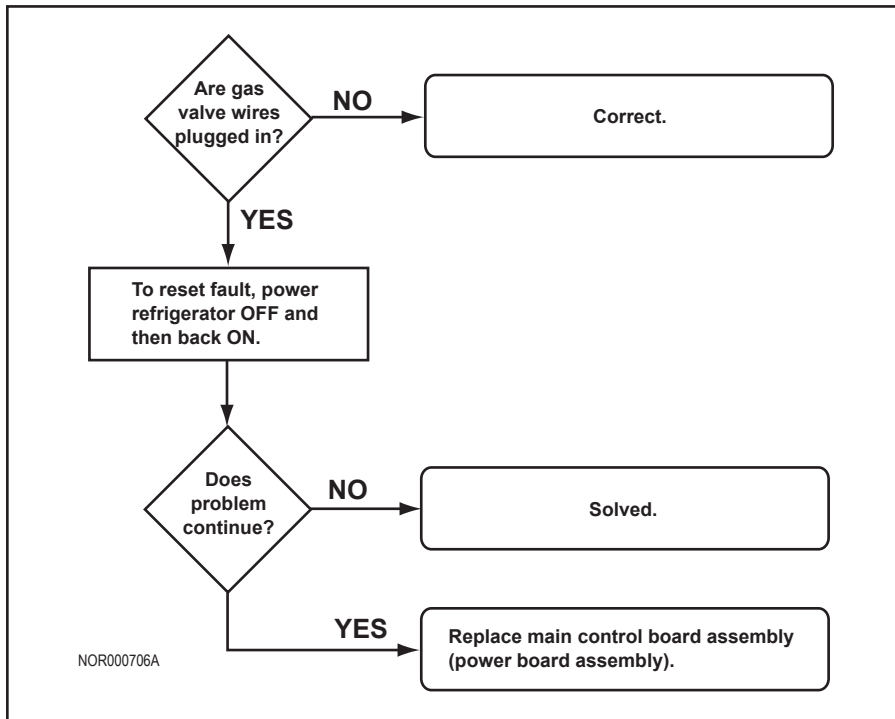 Are gas
valve wires
plugged in?
NO
Correct.
YES
To reset fault, power
refrigerator OFF and
then back ON.
Does
problem
continue?
NO
Solved.
YES
Replace main control board assembly
(power board assembly).
NOR000706A